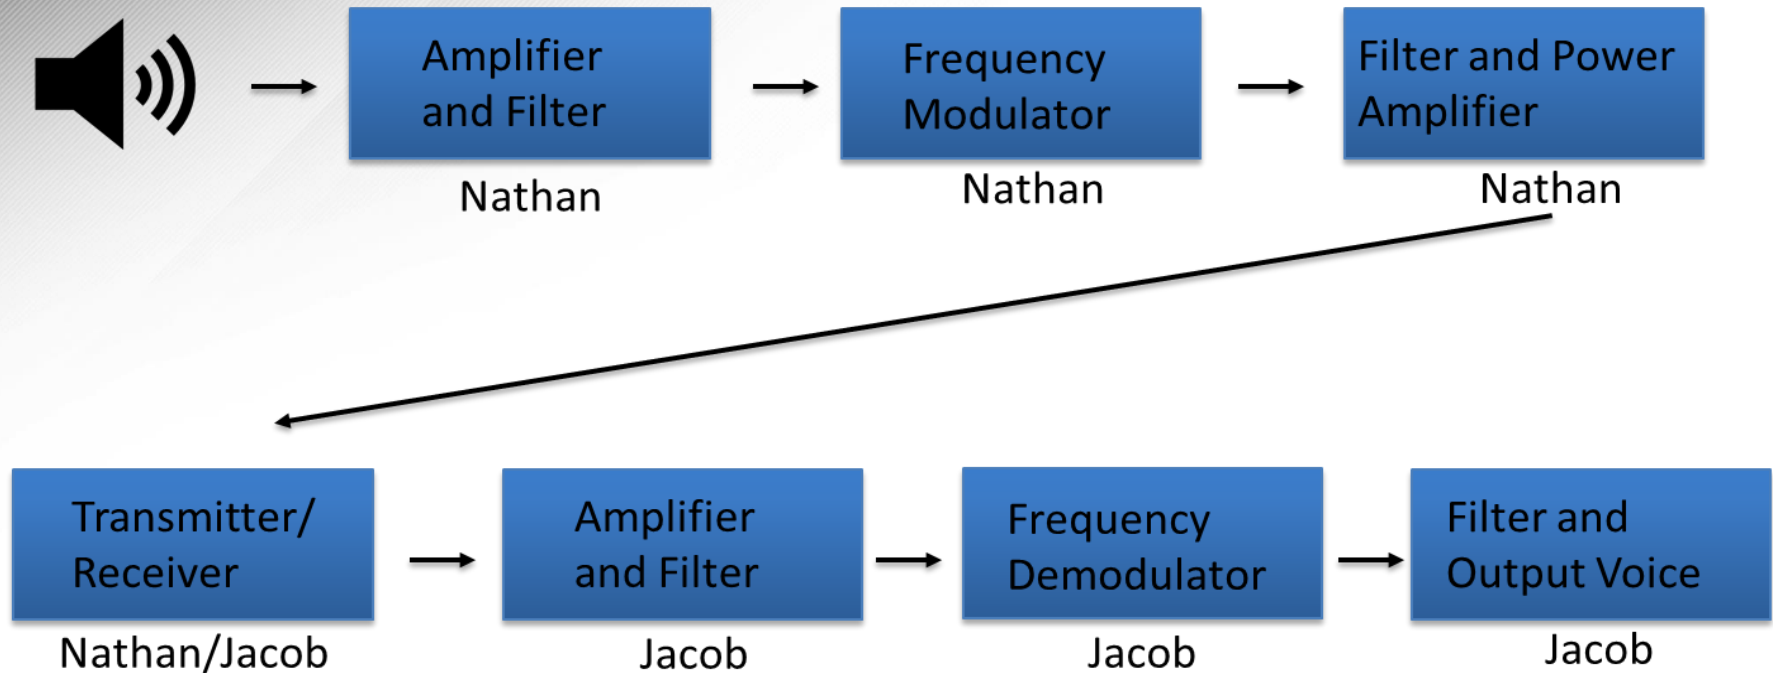 Amplifier
and Filter
Nathan
Frequency
Modulator
Nathan
Filter and Power
Amplifier
Nathan
Transmitter/
Receiver
Nathan/Jacob
Amplifier
and Filter
Jacob
Frequency
Demodulator
Jacob
Filter and
Output Voice
Jacob